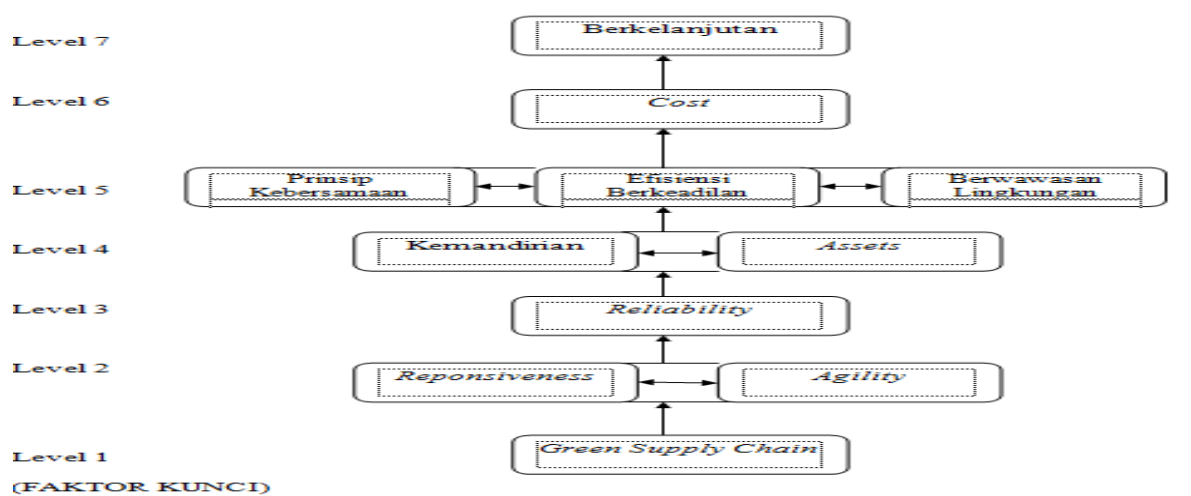 Level 7
Berkelanjutan
Level 6
Cost
Level 5
Prinsip
Kebersamaan
Efisiensi
Berkeadilan
Berwawasan
Lingkungan
Level 4
Kemandirian
Assets
Level 3
Reliability
Level 2
Reponsiveness
Agility
Level 1
(FAKTOR KUNCI)
Green Supply Chain